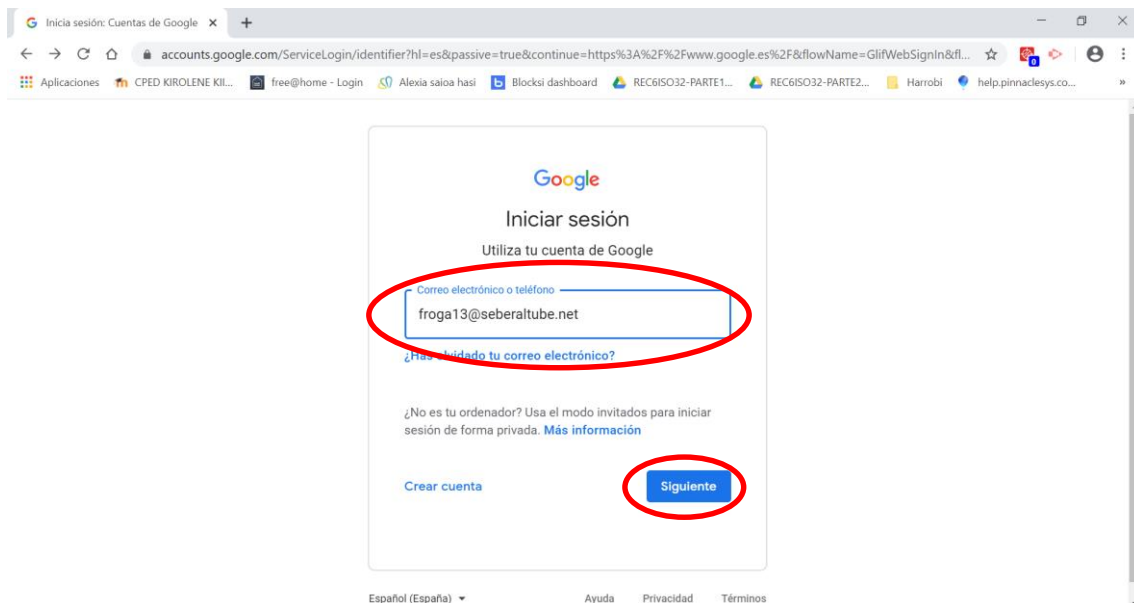 Inicia sesión: Cuentas de Google
accounts.google.com/ServiceLogin/identifier?hl=es&passive=true&continue=https%3A%2F%2Fwww.google.es%2F&flowName=GlifWebSignIn&fl...
Aplicaciones CPED KIROLENE KII... free@home - Login Alexia saioa hasi Blocksi dashboard REC6ISO32-PARTE1... REC6ISO32-PARTE2... Harrobi help.pinnaclesys.co... »
Google
Iniciar sesión
Utiliza tu cuenta de Google
Correo electrónico o teléfono
froga13@seberaltube.net
¿Has olvidado tu correo electrónico?
¿No es tu ordenador? Usa el modo invitados para iniciar
sesión de forma privada. Más información
Crear cuenta Siguiente
Español (España) Ayuda Privacidad Términos